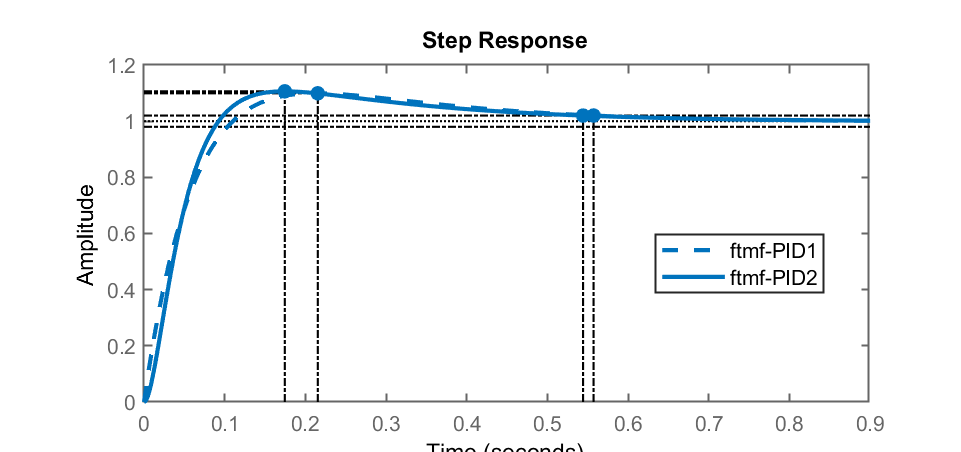 Step Response
1.2
1
0.8
0.6
0.4
0.2
0
Amplitude
ftmf-PID1
ftmf-PID2
0 0.1 0.2 0.3 0.4 0.5 0.6 0.7 0.8 0.9
Time (seconds)